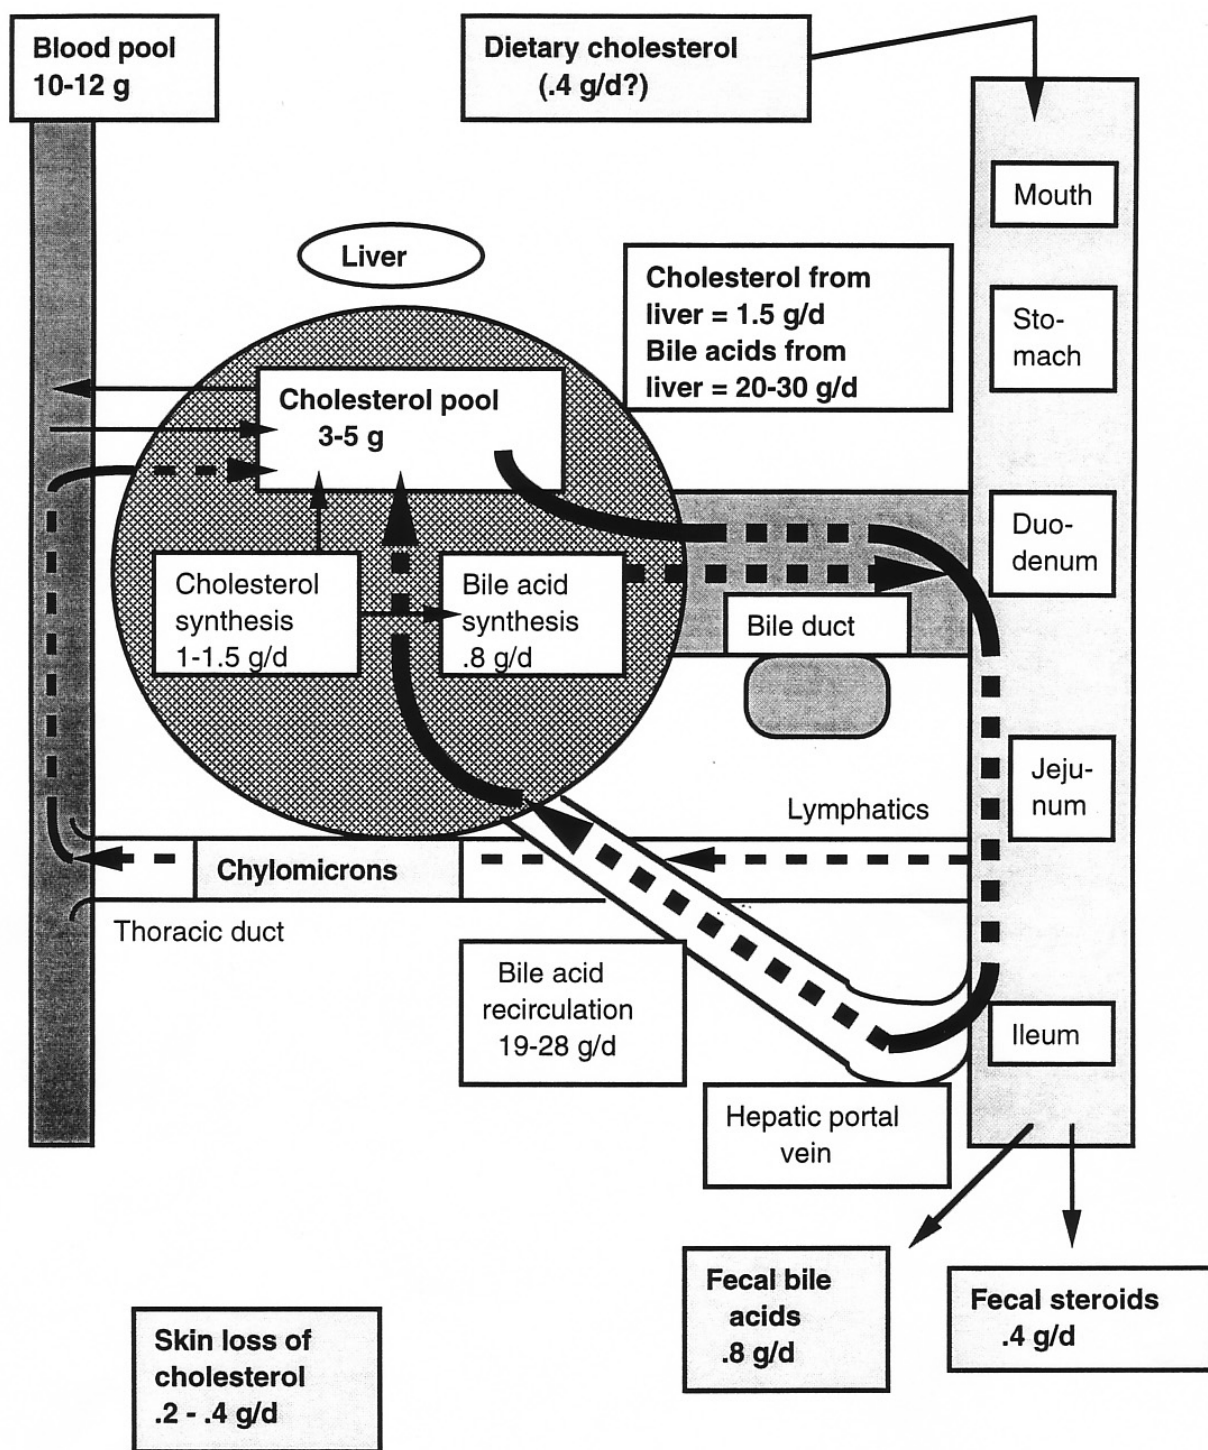 Blood pool
10-12 g
Dietary cholesterol
(.4 g/d?)
Mouth
Liver
Cholesterol from
liver = 1.5 g/d
Bile acids from
liver = 20-30 g/d
Sto-
mach
Cholesterol pool
3-5 g
Duo-
denum
Cholesterol
synthesis
1-1.5 g/d
Bile acid
synthesis
.8 g/d
Bile duct
Jeju-
num
Lymphatics
Chylomicrons
Thoracic duct
Bile acid
recirculation
19-28 g/d
Ileum
Hepatic portal
vein
Fecal bile
acids
.8 g/d
Fecal steroids
.4 g/d
Skin loss of
cholesterol
.2 - .4 g/d